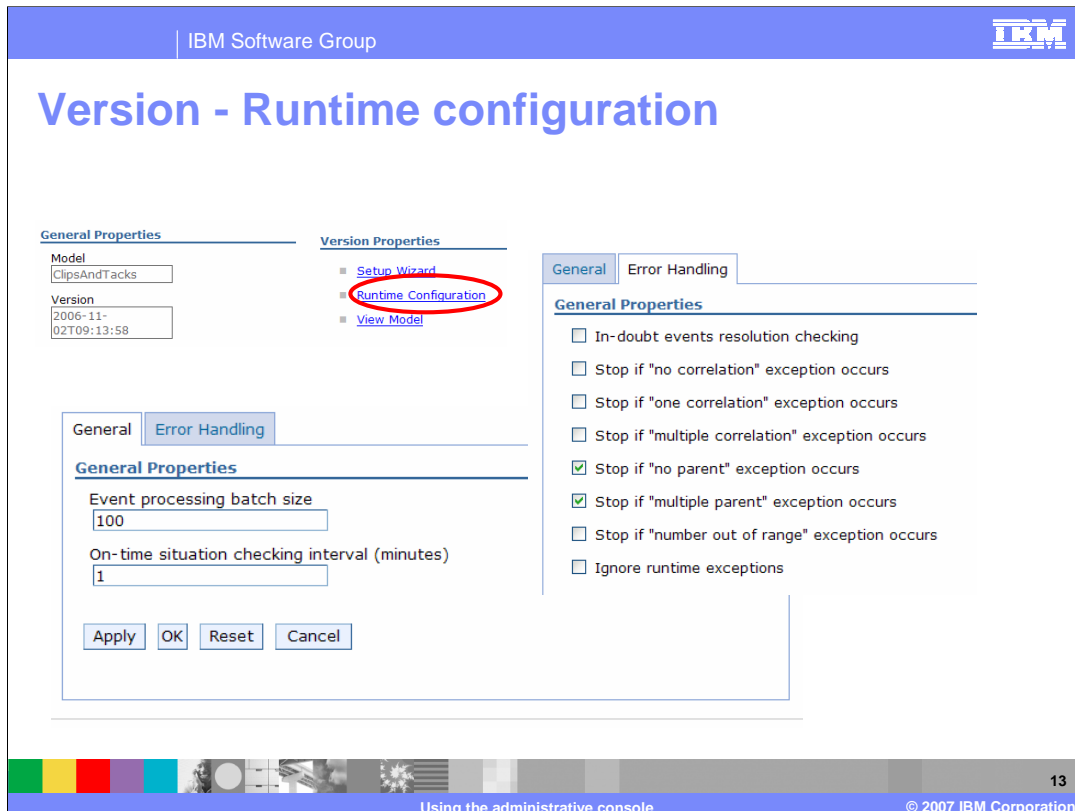 IBM Software Group
IBM
Version - Runtime configuration
General Properties
Model
ClipsAndTacks
Version
2006-11-
02T09:13:58
Version Properties
Setup Wizard
Runtime Configuration
View Model
General Error Handling
General Properties
In-doubt events resolution checking
Stop if "no correlation" exception occurs
Stop if "one correlation" exception occurs
Stop if "multiple correlation" exception occurs
Stop if "no parent" exception occurs
Stop if "multiple parent" exception occurs
Stop if "number out of range" exception occurs
Ignore runtime exceptions
General Error Handling
General Properties
Event processing batch size
100
On-time situation checking interval (minutes)
1
Apply OK Reset Cancel
13
Using the administrative console
© 2007 IBM Corporation